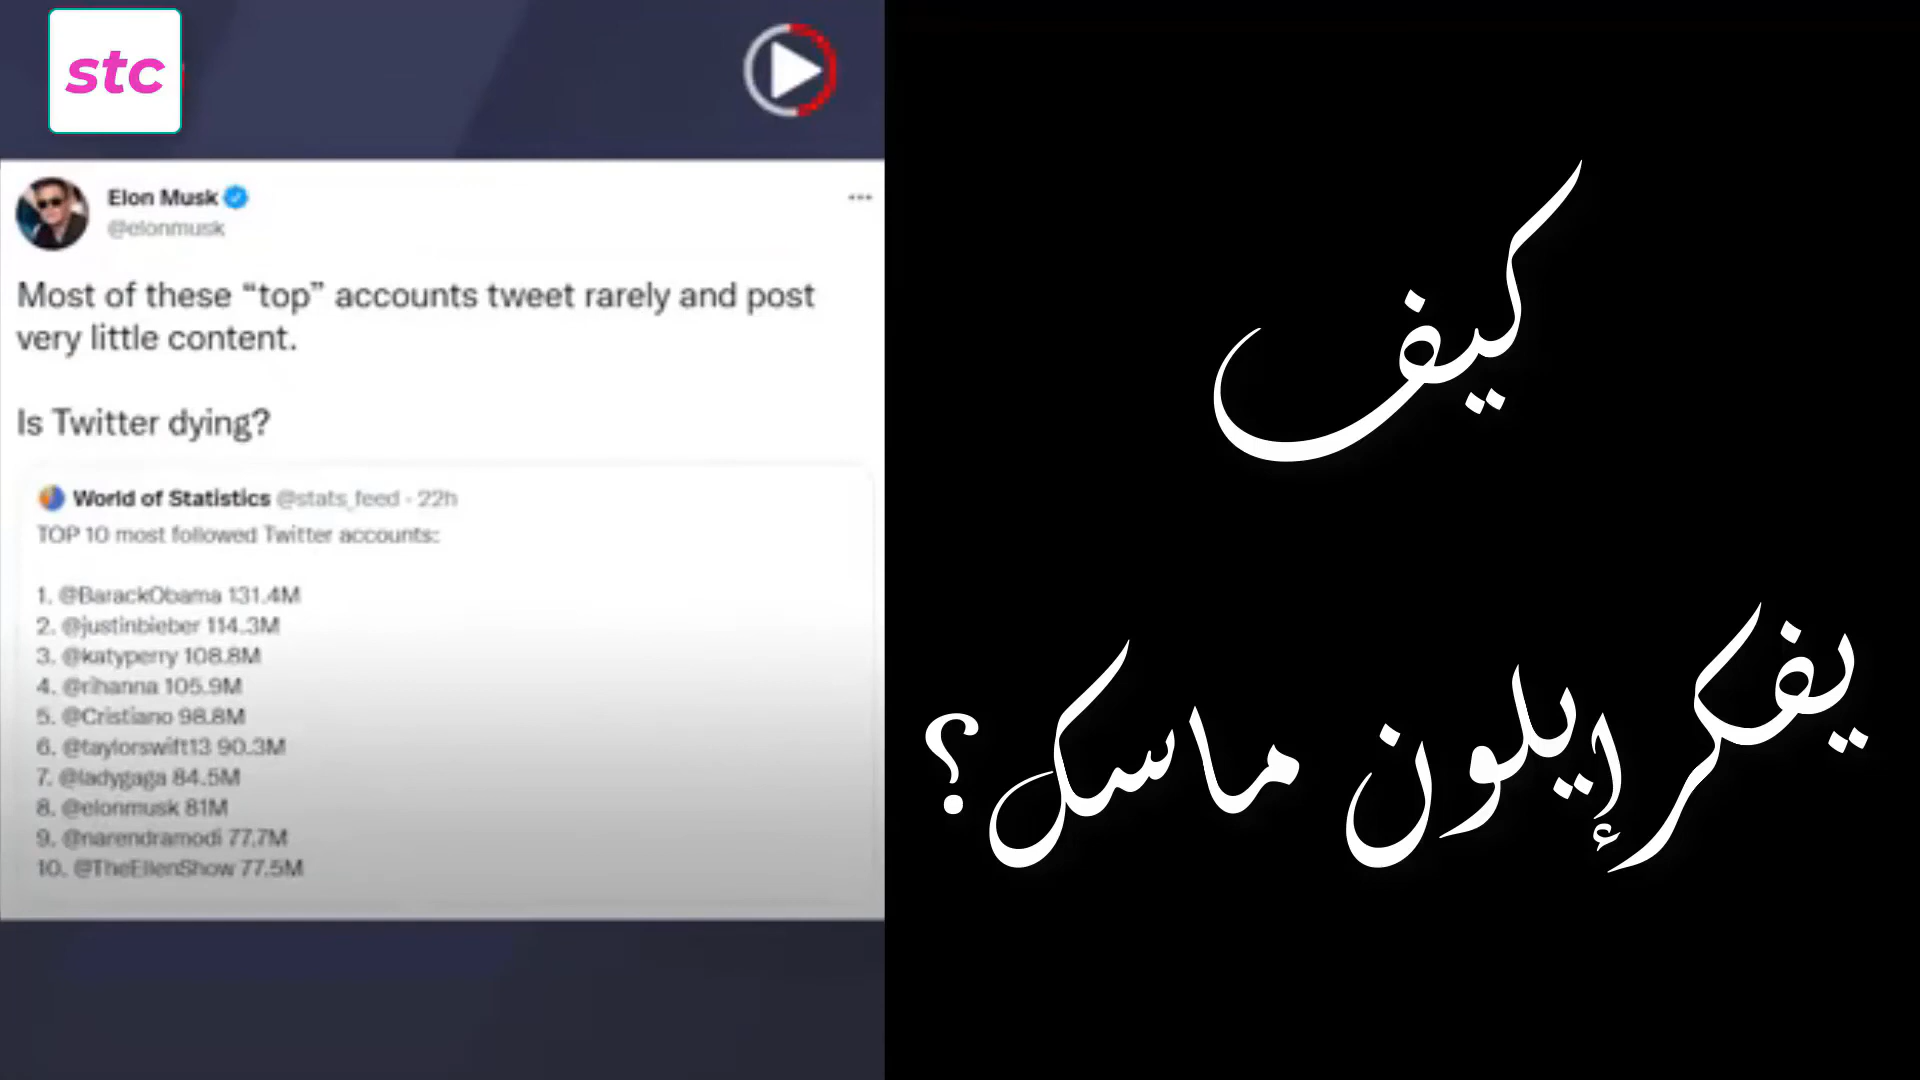 stc
Elon Musk
@elonmusk
Most of these “top” accounts tweet rarely and post
very little content.
Is Twitter dying?
World of Statistics @stats_feed · 22h
TOP 10 most followed Twitter accounts:
1. @BarackObama 131.4M
2. @justinbieber 114.3M
3. @katyperry 108.8M
4. @rihanna 105.9M
5. @Cristiano 98.8M
6. @taylorswift13 90.3M
7. @ladygaga 84.5M
8. @elonmusk 81M
9. @narendramodi 77.7M
10. @TheEllenShow 77.5M
كيف
يفكر إيلون ماسك؟